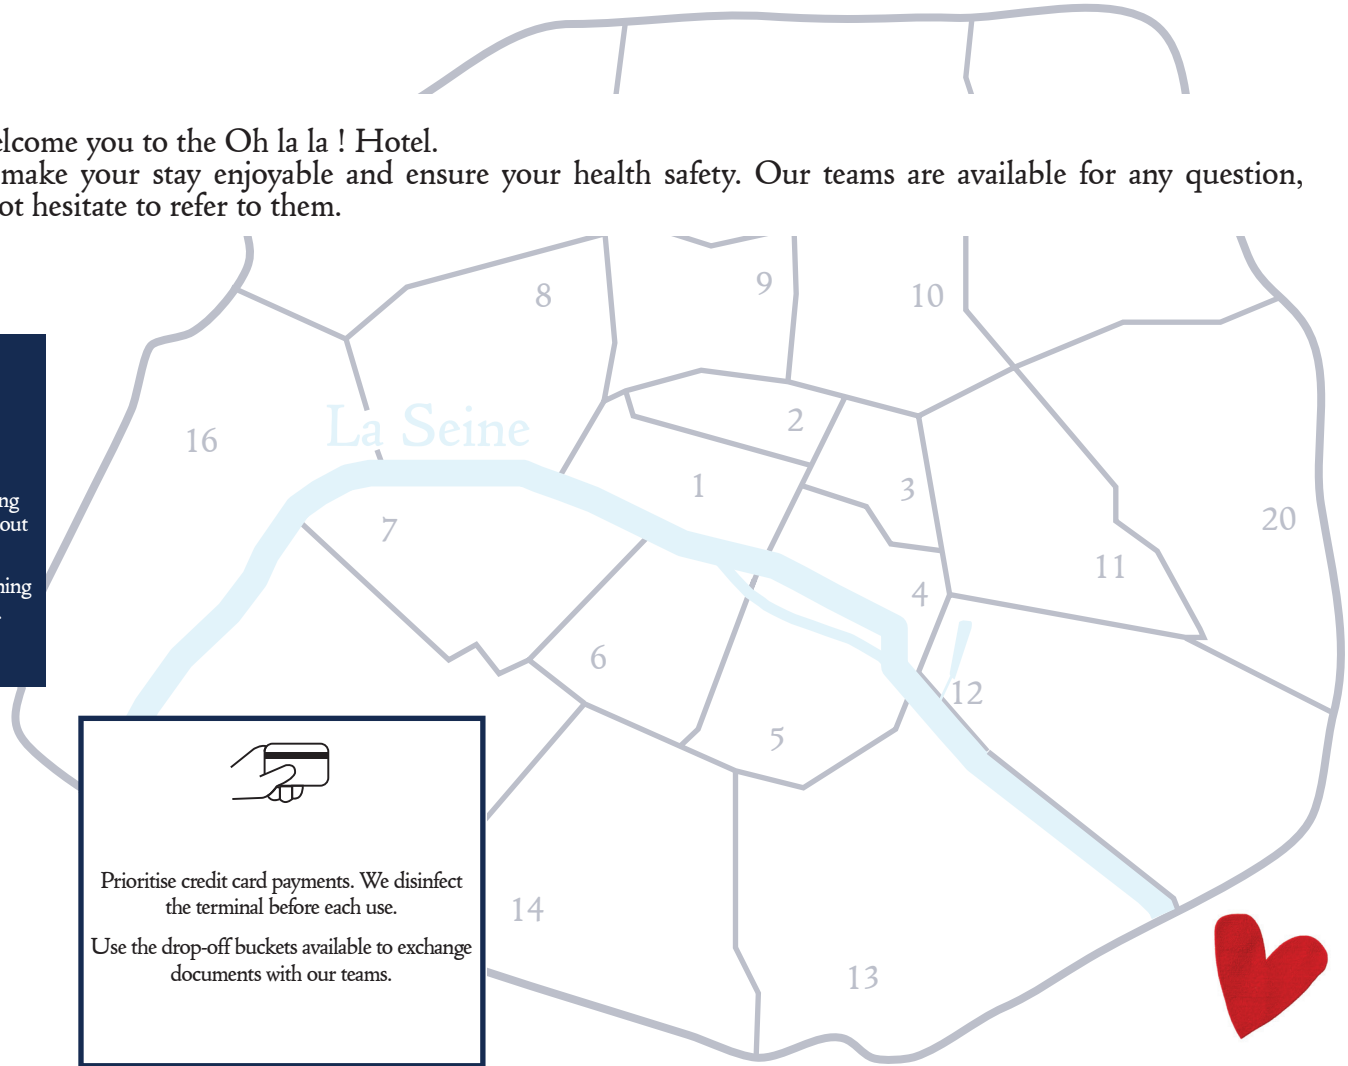 elcome you to the Oh la la ! Hotel.
make your stay enjoyable and ensure your health safety. Our teams are available for any question,
ot hesitate to refer to them.
8
9
10
16
La Seine
2
1
3
7
20
11
4
6
12
5
ng
out
ning
.
Prioritise credit card payments. We disinfect
the terminal before each use.
Use the drop-off buckets available to exchange
documents with our teams.
14
13